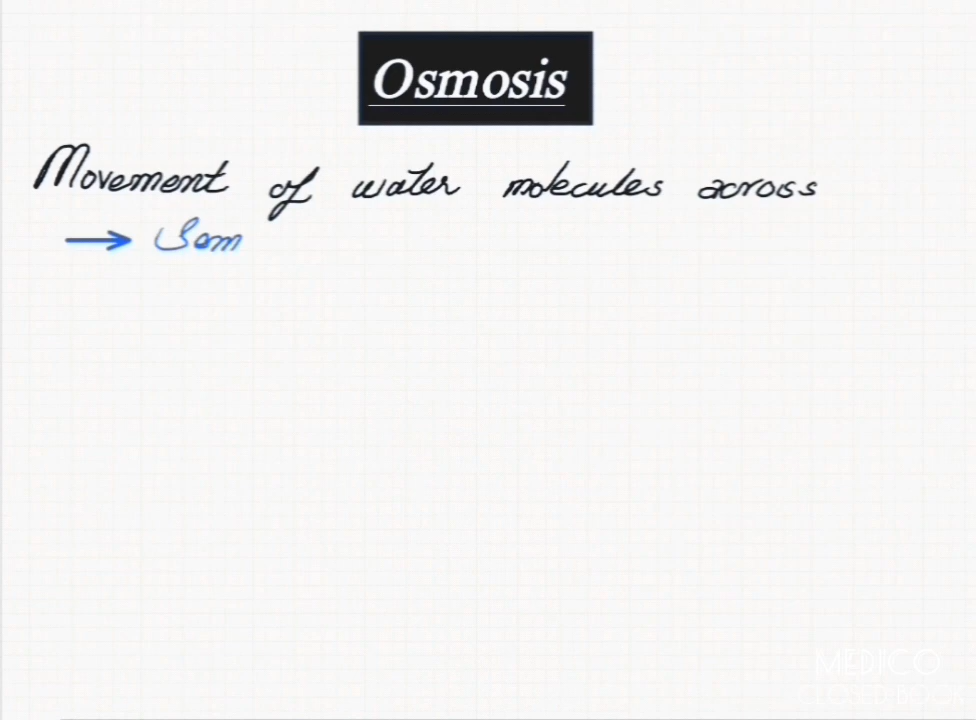 Osmosis
Movement of water molecules across
→ Sem
MEDICO
CLOSED BOOK